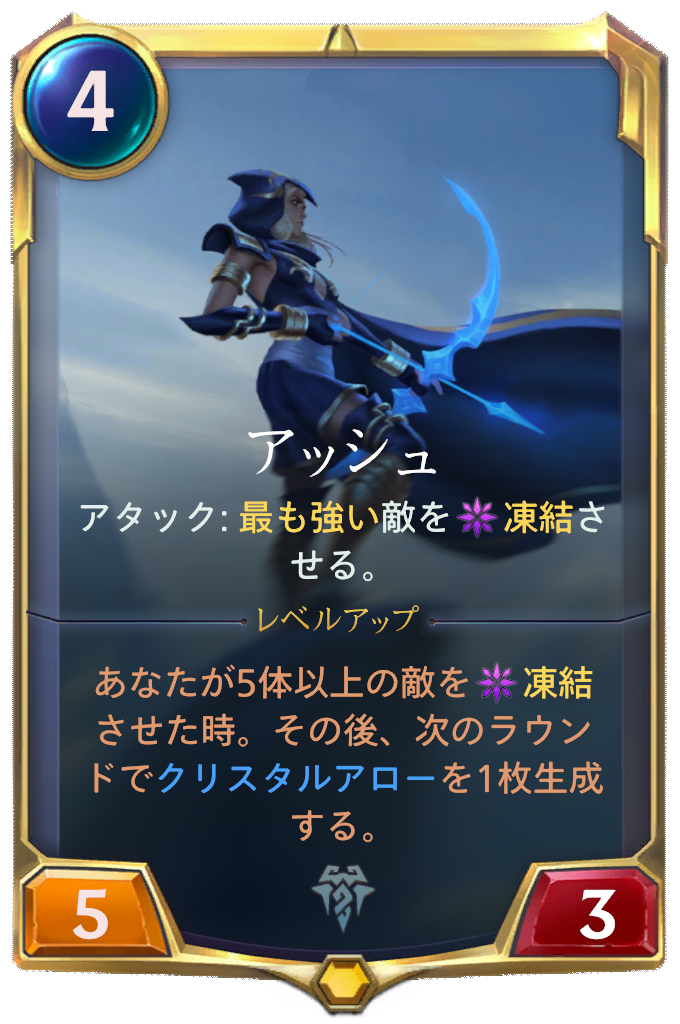 4
アッシュ
アタック: 最も強い敵を凍結さ
せる。
レベルアップ
あなたが5体以上の敵を凍結
させた時。その後、次のラウン
ドでクリスタルアローを1枚生成
する。
5
3